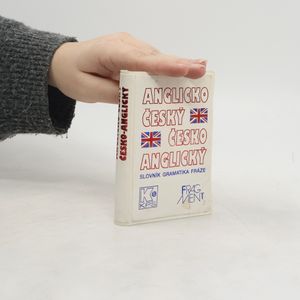 ANGLICKO
ČESKÝ
ČESKO
ANGLICKÝ
SLOVNÍK GRAMATIKA FRÁZE
FRAG
MENT
ČESKO-ANGLICKÝ